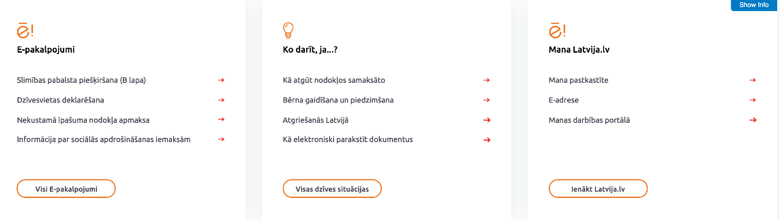 Show Info
ē!
E-pakalpojumi
Slimības pabalsta piešķiršana (B lapa)
Dzīvesvietas deklarēšana
Nekustamā īpašuma nodokļa apmaksa
Informācija par sociālās apdrošināšanas iemaksām
Visi E-pakalpojumi
Ko darīt, ja...?
Kā atgūt nodokļos samaksāto
Bērna gaidīšana un piedzimšana
Atgriešanās Latvijā
Kā elektroniski parakstīt dokumentus
Visas dzīves situācijas
ē!
Mana Latvija.lv
Mana pastkastīte
E-adrese
Manas darbības portālā
Ienākt Latvija.lv